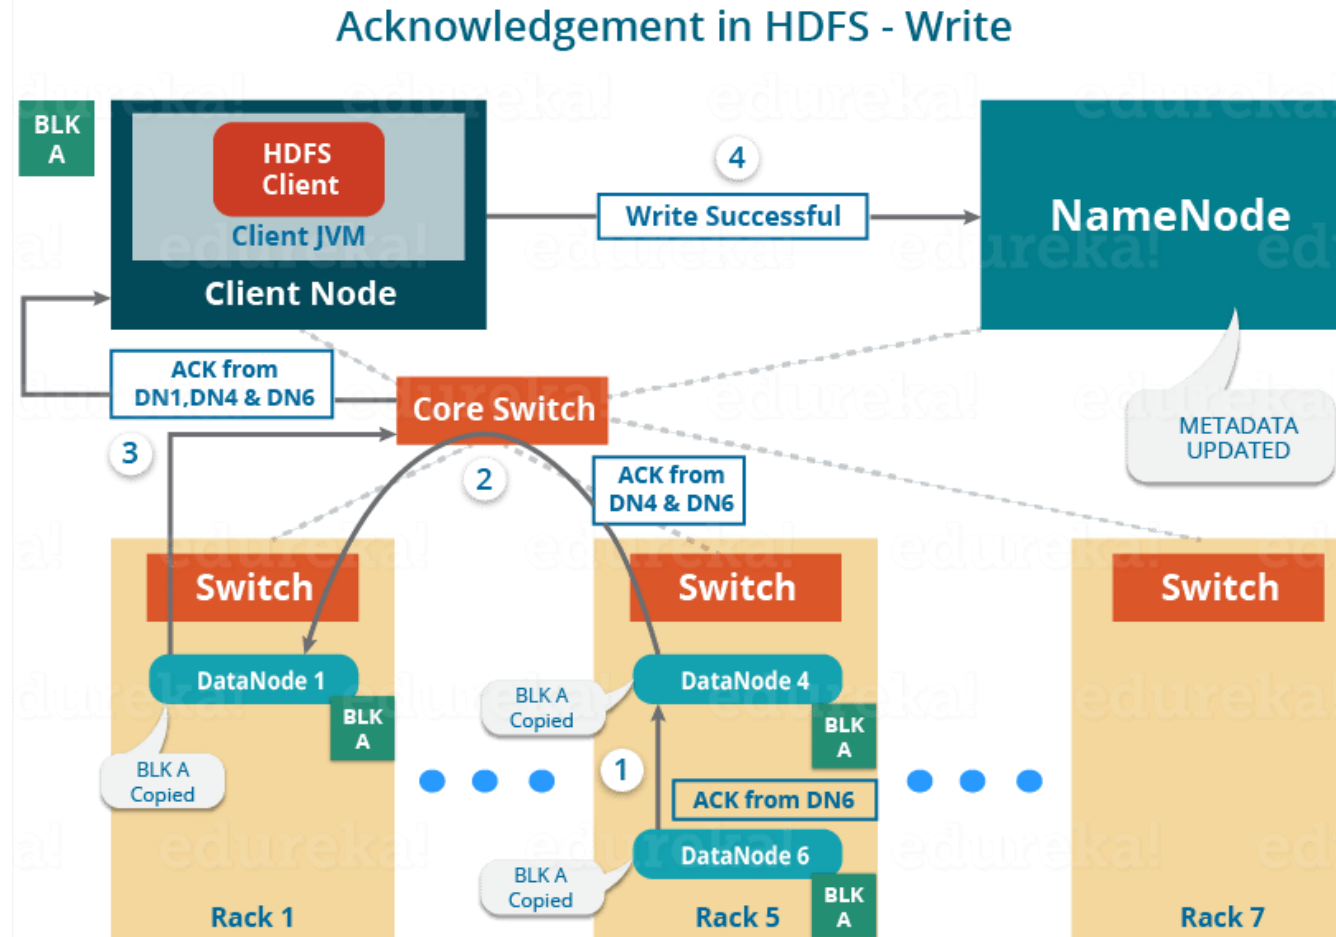 Acknowledgement in HDFS - Write
BLK
A
HDFS
Client
Client JVM
Client Node
4
Write Successful
NameNode
METADATA
UPDATED
ACK from
DN1,DN4 & DN6
Core Switch
3
2
ACK from
DN4 & DN6
Switch
DataNode 1
BLK
A
BLK A
Copied
Rack 1
Switch
DataNode 4
BLK A
Copied
BLK
A
1
ACK from DN6
DataNode 6
BLK A
Copied
BLK
A
Rack 5
Switch
Rack 7
edureka!